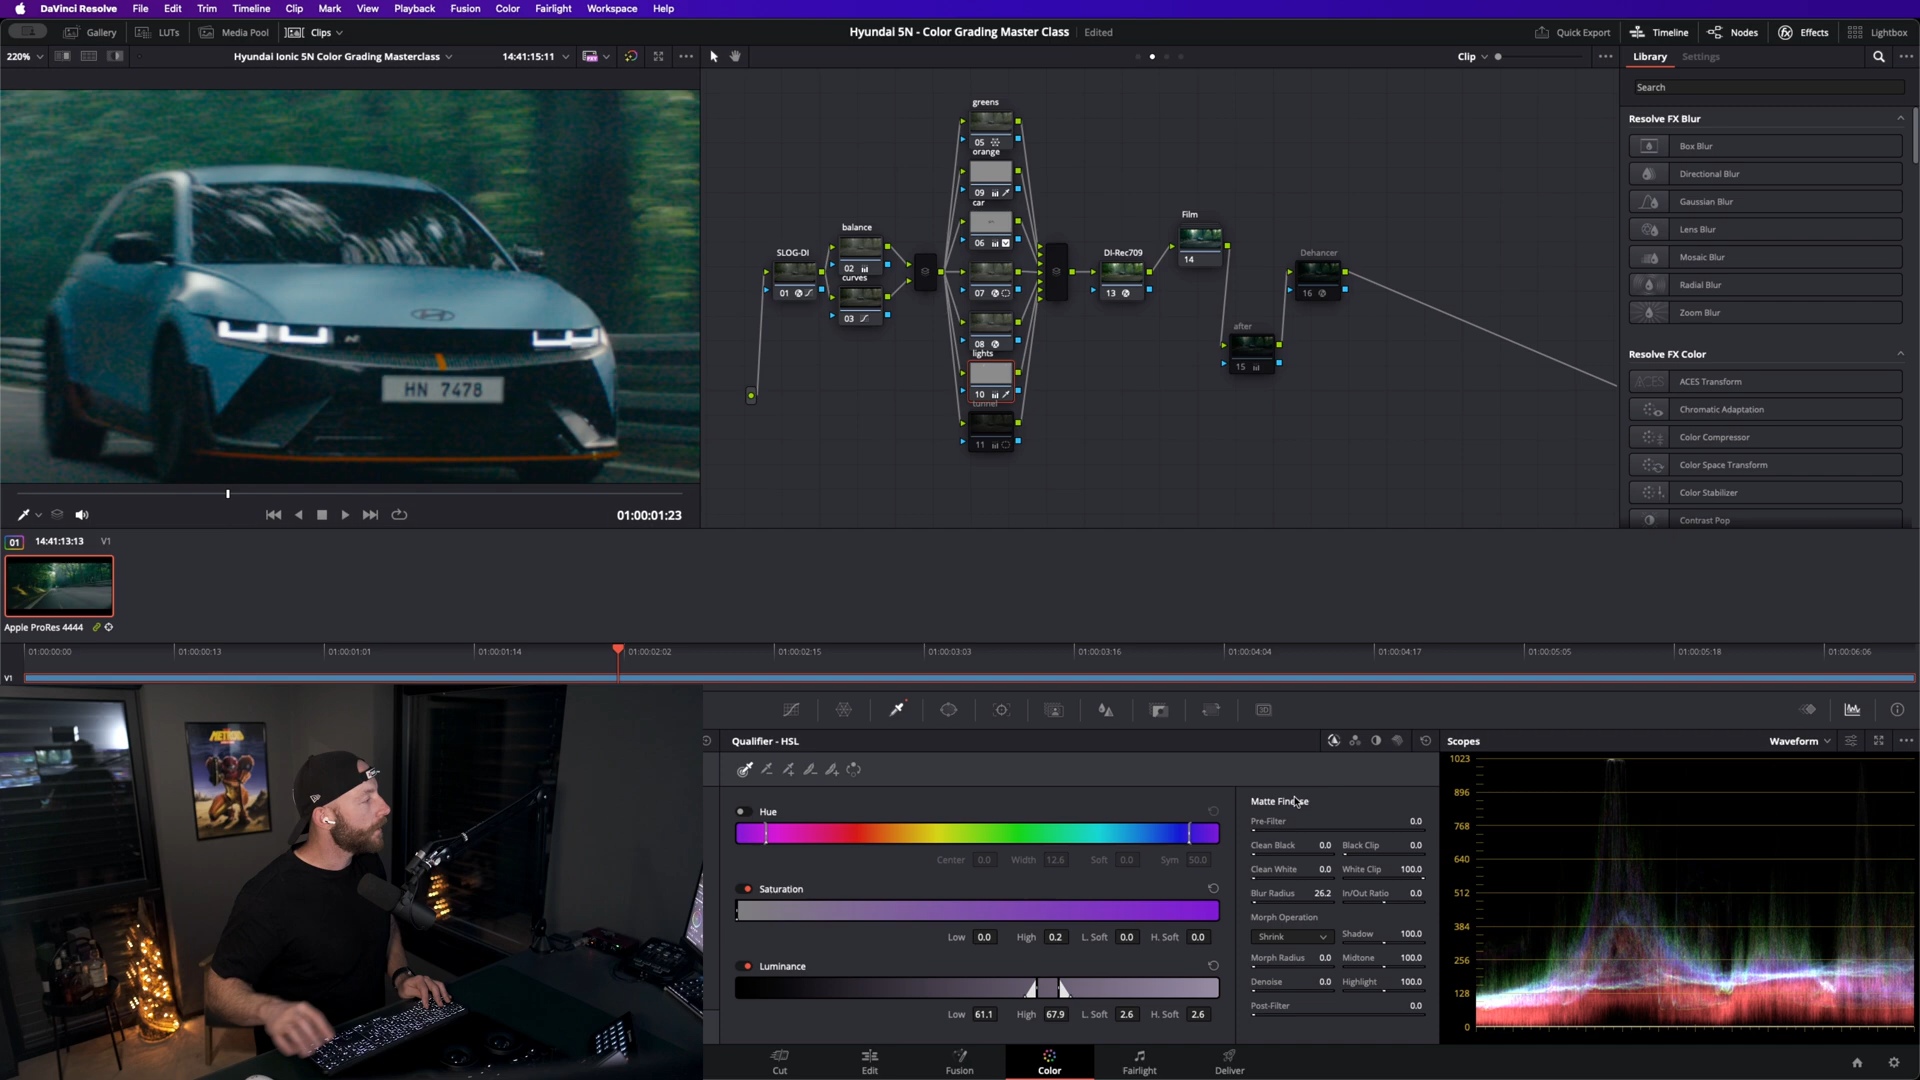 DaVinci Resolve File Edit Trim Timeline Clip Mark View Playback Fusion Color Fairlight Workspace Help
Gallery LUTs Media Pool Clips Hyundai 5N - Color Grading Master Class Edited Quick Export Timeline Nodes Effects Lightbox
220% Hyundai Ionic 5N Color Grading Masterclass 14:41:15:11 Clip Library Settings
Search
Resolve FX Blur
Box Blur
Directional Blur
Gaussian Blur
Lens Blur
Mosaic Blur
Radial Blur
Zoom Blur
Resolve FX Color
ACES Transform
Chromatic Adaptation
Color Compressor
Color Space Transform
Color Stabilizer
Contrast Pop
greens
05
orange
09
car
06
07
08
lights
10
tunnel
11
SLOG-DI
01
balance
02
curves
03
DI-Rec709
13
Film
14
after
15
Dehancer
16
HN 7478
01:00:01:23
01 14:41:13:13 V1
Apple ProRes 4444
01:00:00:00 01:00:00:13 01:00:01:01 01:00:01:14 01:00:02:02 01:00:02:15 01:00:03:03 01:00:03:16 01:00:04:04 01:00:04:17 01:00:05:05 01:00:05:18 01:00:06:06
V1
METROID
Qualifier - HSL
Hue
Center 0.0 Width 12.6 Soft 0.0 Sym 50.0
Saturation
Low 0.0 High 0.2 L. Soft 0.0 H. Soft 0.0
Luminance
Low 61.1 High 67.9 L. Soft 2.6 H. Soft 2.6
Matte Finesse
Pre-Filter 0.0
Clean Black 0.0 Black Clip 0.0
Clean White 0.0 White Clip 100.0
Blur Radius 26.2 In/Out Ratio 0.0
Morph Operation
Shrink Shadow 100.0
Morph Radius 0.0 Midtone 100.0
Denoise 0.0 Highlight 100.0
Post-Filter 0.0
Scopes Waveform
1023
896
768
640
512
384
256
128
0
Cut Edit Fusion Color Fairlight Deliver